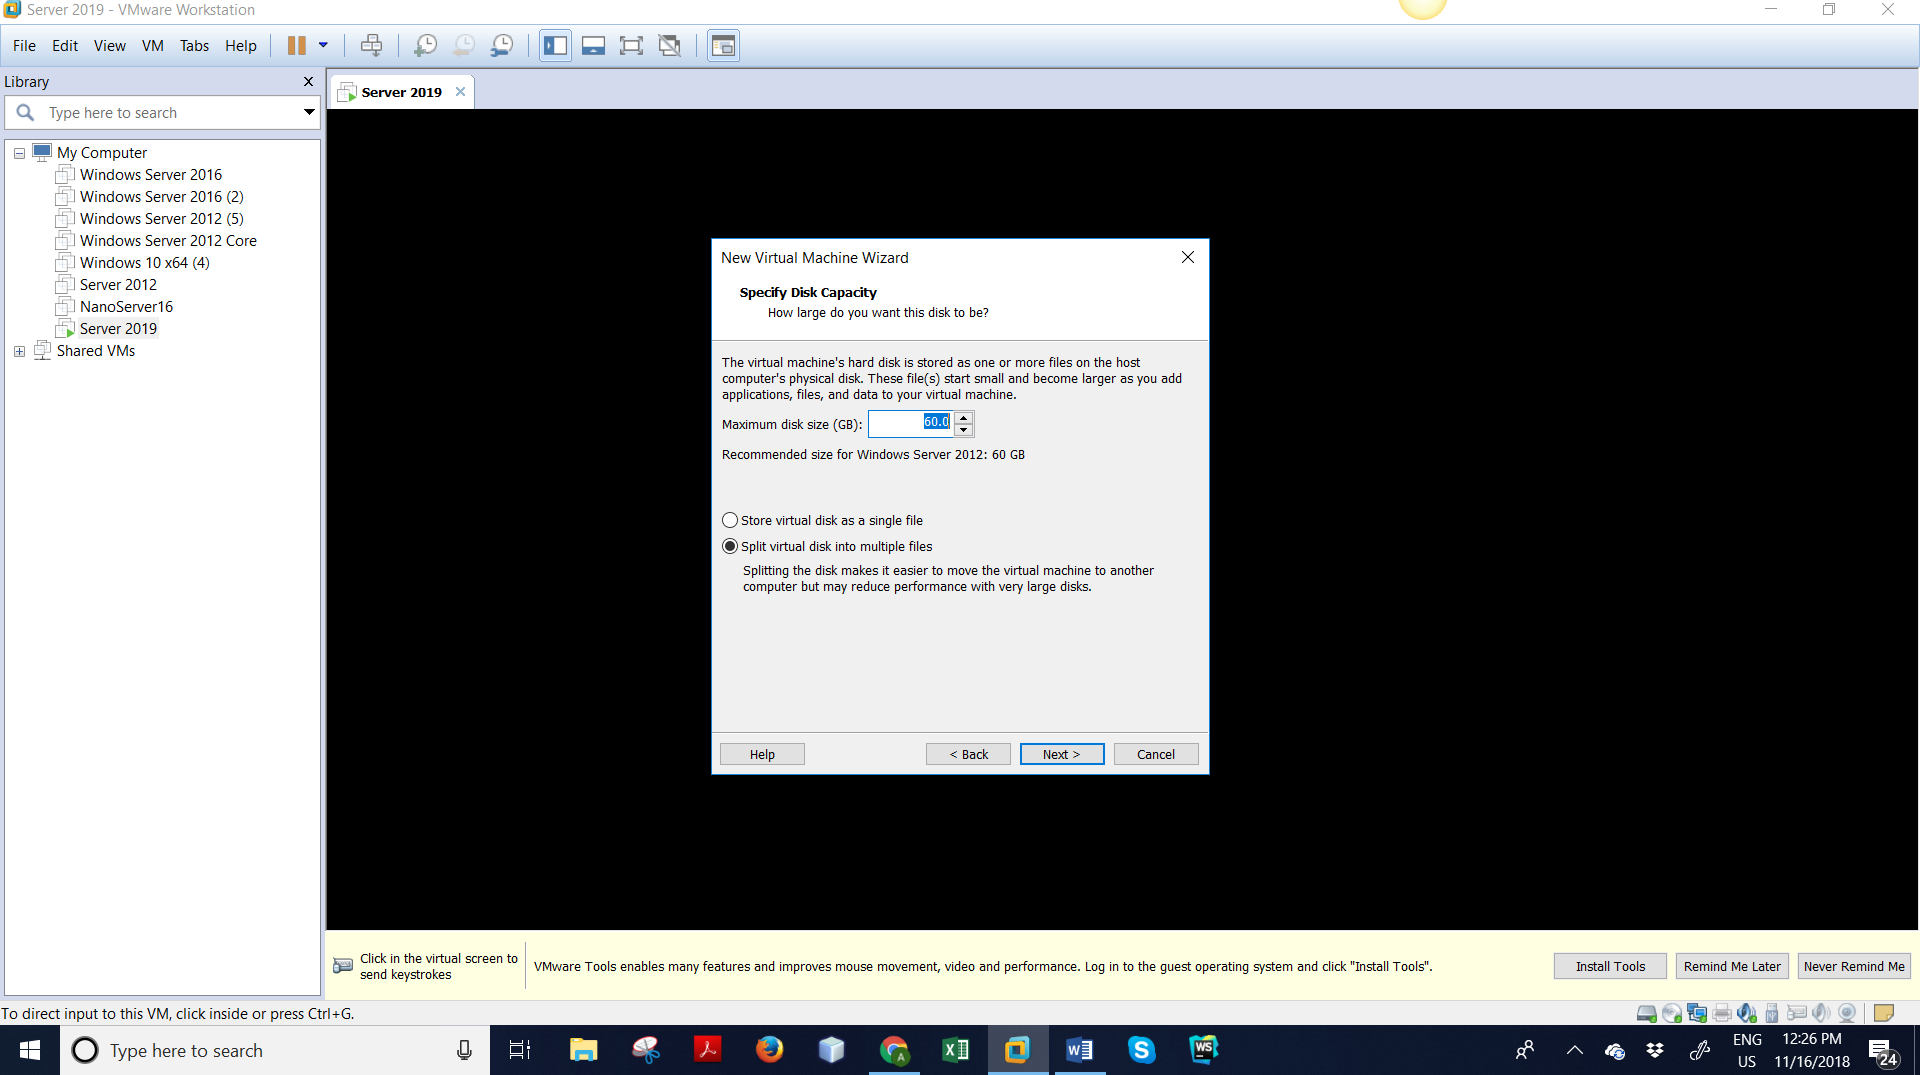 Server 2019 - VMware Workstation
File Edit View VM Tabs Help
Library
Type here to search
My Computer
Windows Server 2016
Windows Server 2016 (2)
Windows Server 2012 (5)
Windows Server 2012 Core
Windows 10 x64 (4)
Server 2012
NanoServer16
Server 2019
Shared VMs
Server 2019
New Virtual Machine Wizard
Specify Disk Capacity
How large do you want this disk to be?
The virtual machine's hard disk is stored as one or more files on the host
computer's physical disk. These file(s) start small and become larger as you add
applications, files, and data to your virtual machine.
Maximum disk size (GB): 60.0
Recommended size for Windows Server 2012: 60 GB
Store virtual disk as a single file
Split virtual disk into multiple files
Splitting the disk makes it easier to move the virtual machine to another
computer but may reduce performance with very large disks.
Help < Back Next > Cancel
Click in the virtual screen to
send keystrokes
VMware Tools enables many features and improves mouse movement, video and performance. Log in to the guest operating system and click "Install Tools".
Install Tools Remind Me Later Never Remind Me
To direct input to this VM, click inside or press Ctrl+G.
Type here to search
ENG
US
12:26 PM
11/16/2018
24